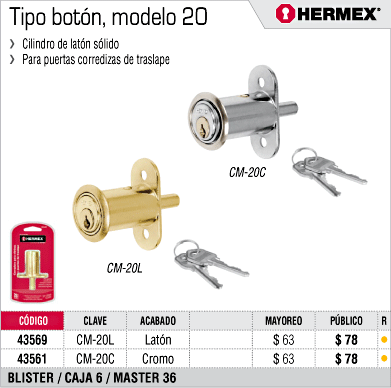 Tipo botón, modelo 20
HERMEX®
Cilindro de latón sólido
Para puertas corredizas de traslape
CM-20C
CM-20L
HERMEX
CÓDIGO CLAVE ACABADO MAYOREO PÚBLICO R
43569 CM-20L Latón $ 63 $ 78
43561 CM-20C Cromo $ 63 $ 78
BLISTER / CAJA 6 / MASTER 36